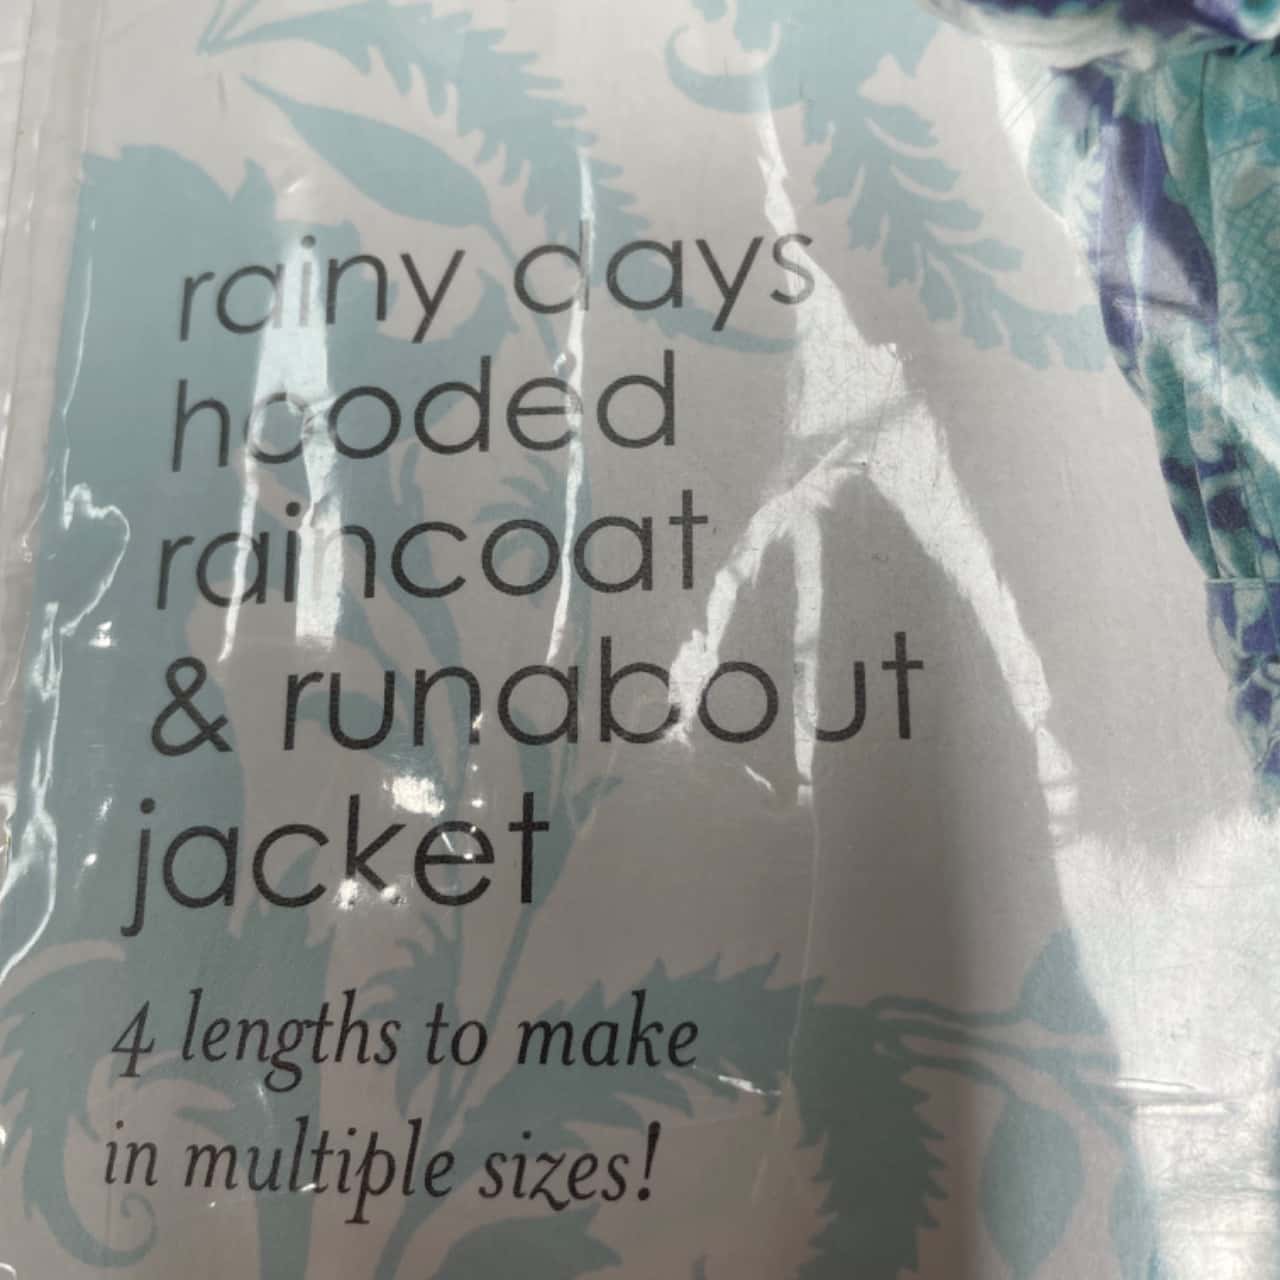 rainy days
hooded
raincoat
& runabout
jacket
4 lengths to make
in multiple sizes!